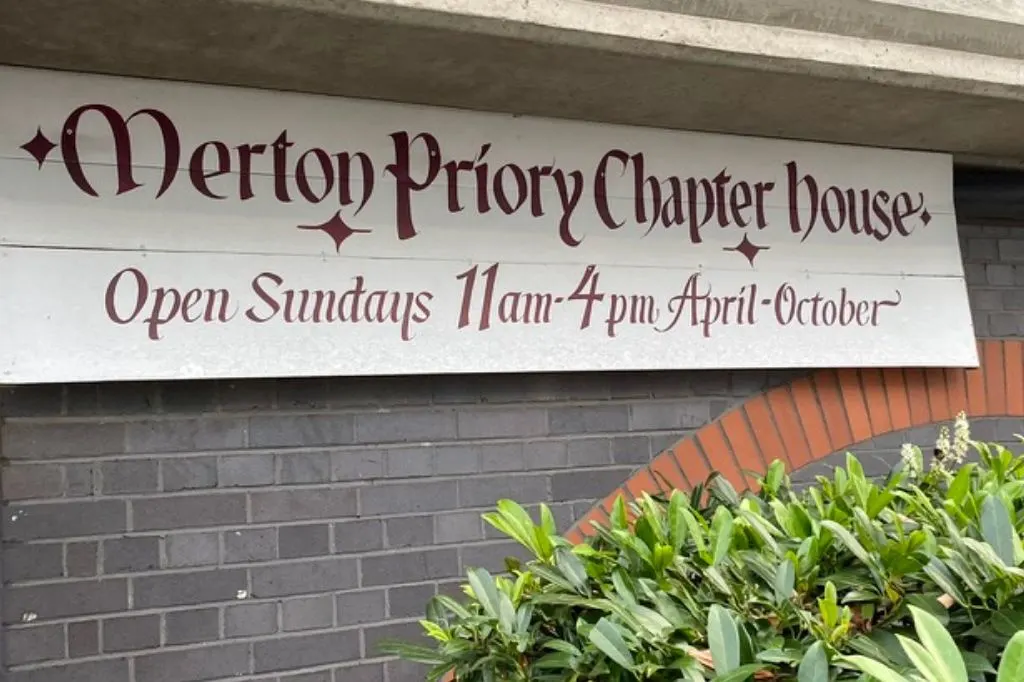 Merton Priory Chapter house
Open Sundays 11am-4pm April-October